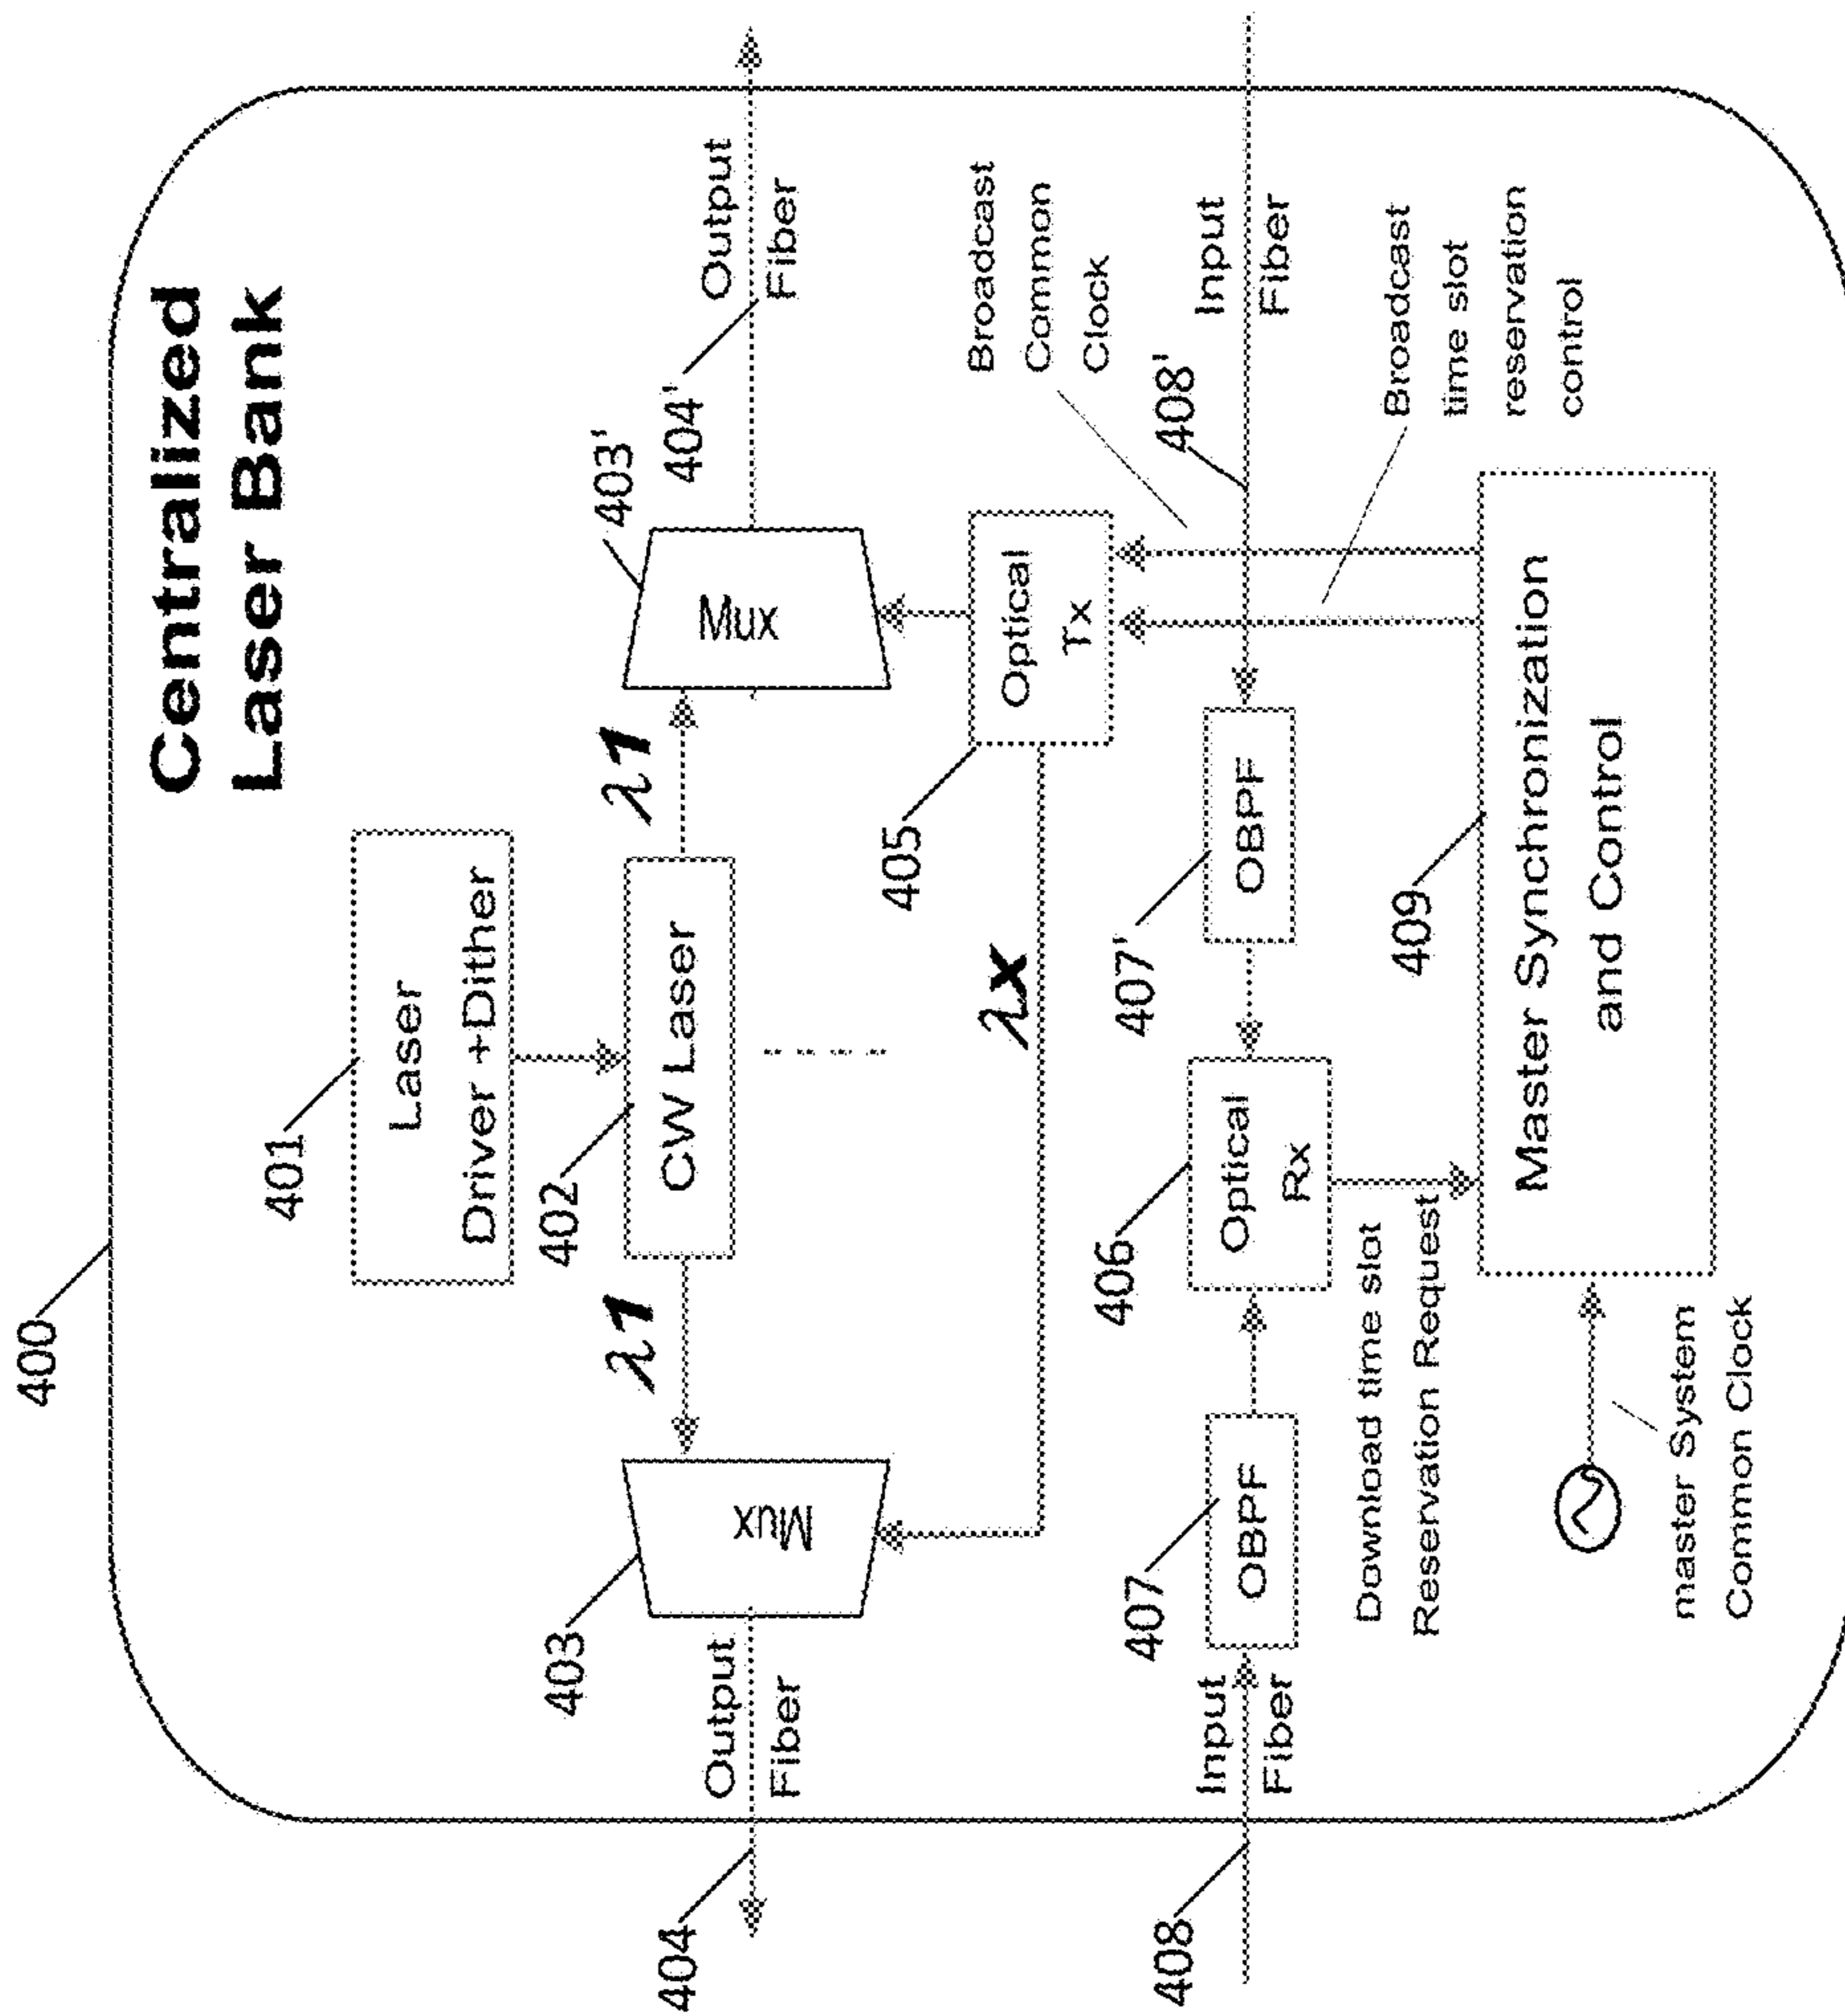 400
Centralized
Laser Bank
401
Laser
Driver +Dither
402
CW Laser
λ1
λ1
403
Mux
403'
Mux
404
Output
Fiber
404'
Output
Fiber
405
Optical
Tx
λx
Broadcast
Common
Clock
408
Input
Fiber
407
OBPF
406
Optical
Rx
407'
OBPF
408'
Input
Fiber
Download time slot
Reservation Request
Broadcast
time slot
reservation
control
409
Master Synchronization
and Control
master System
Common Clock